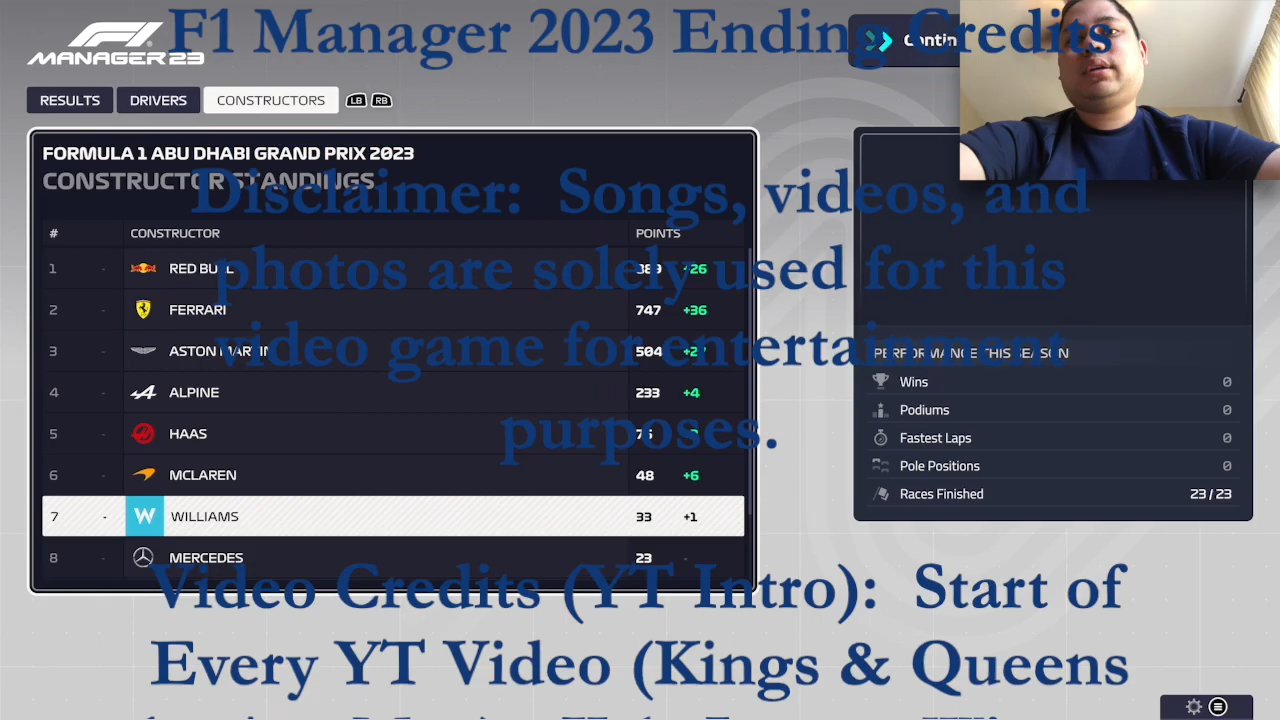 F1 Manager 2023 Ending Credits
MANAGER 23
RESULTS DRIVERS CONSTRUCTORS LB RB
FORMULA 1 ABU DHABI GRAND PRIX 2023
CONSTRUCTOR STANDINGS
Disclaimer: Songs, videos, and
photos are solely used for this
video game for entertainment
purposes.
# CONSTRUCTOR POINTS
1 - RED BULL +26
2 - FERRARI 747 +36
3 - ASTON MARTIN 504
4 - ALPINE 233 +4
5 - HAAS
6 - MCLAREN 48 +6
7 - W WILLIAMS 33 +1
8 - MERCEDES 23 -
PERFORMANCE THIS SEASON
Wins 0
Podiums 0
Fastest Laps 0
Pole Positions 0
Races Finished 23 / 23
Video Credits (YT Intro): Start of
Every YT Video (Kings & Queens